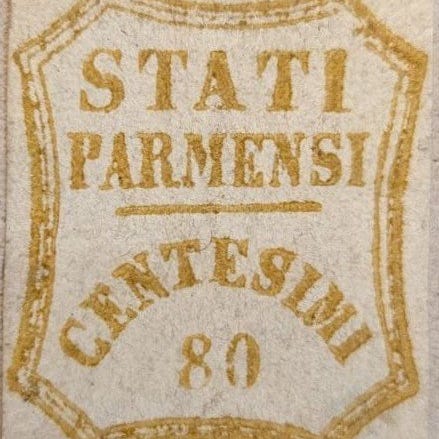 STATI
PARMENSI
CENTESIMI
80